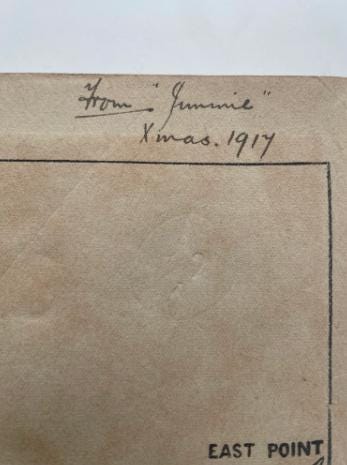 From "Jimmie"
Xmas. 1917
EAST POINT